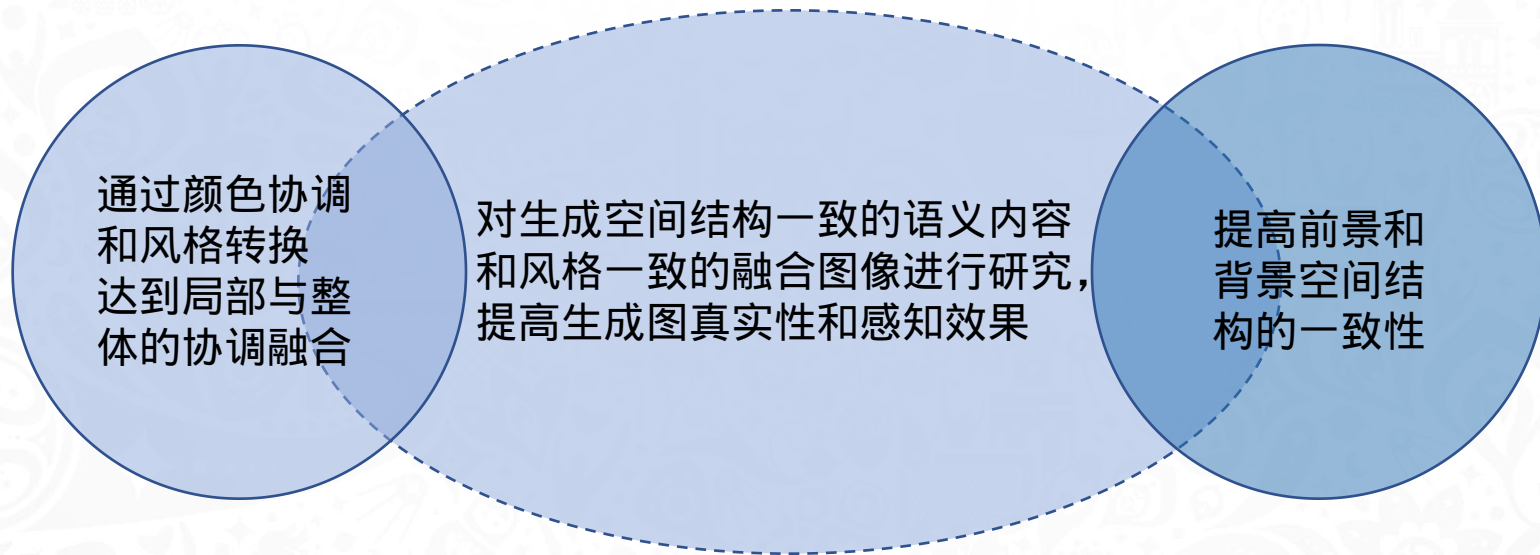 通过颜色协调
和风格转换
达到局部与整
体的协调融合
对生成空间结构一致的语义内容
和风格一致的融合图像进行研究，
提高生成图真实性和感知效果
提高前景和
背景空间结
构的一致性